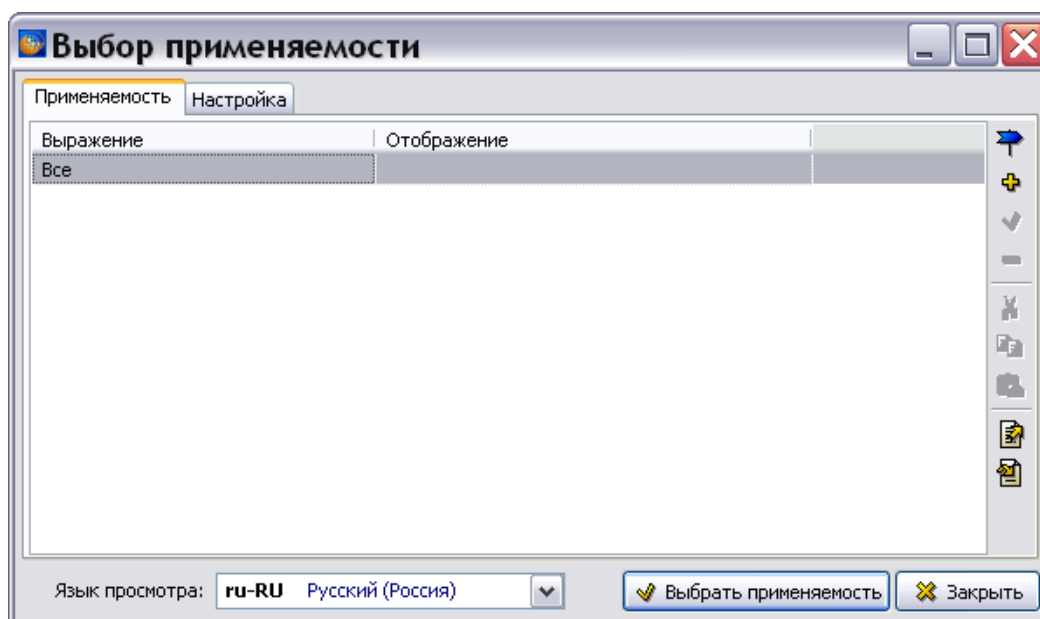 Выбор применяемости
Применяемость Настройка
Выражение Отображение
Все
Язык просмотра: ru-RU Русский (Россия) Выбрать применяемость Закрыть